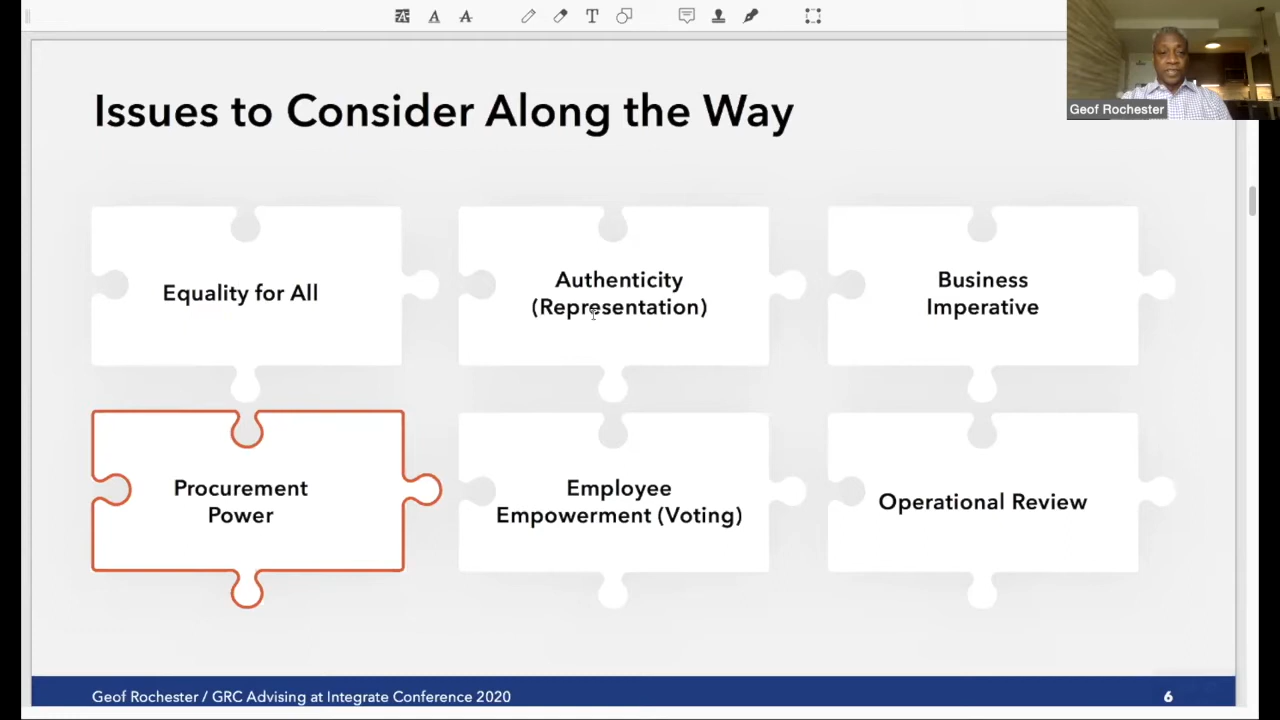 Geof Rochester
Issues to Consider Along the Way
Equality for All
Authenticity
(Representation)
Business
Imperative
Procurement
Power
Employee
Empowerment (Voting)
Operational Review
Geof Rochester / GRC Advising at Integrate Conference 2020
6